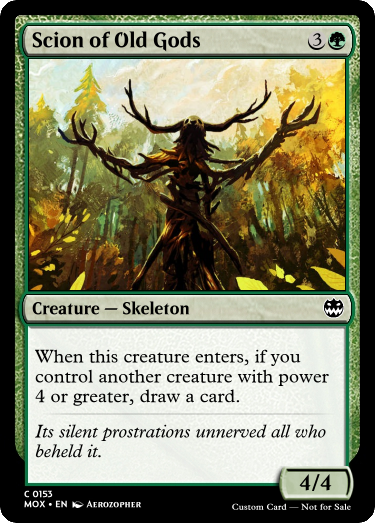 Scion of Old Gods 3
Creature — Skeleton
When this creature enters, if you
control another creature with power
4 or greater, draw a card.
Its silent prostrations unnerved all who
beheld it.
4/4
C 0153
MOX • EN Aerozopher
Custom Card — Not for Sale